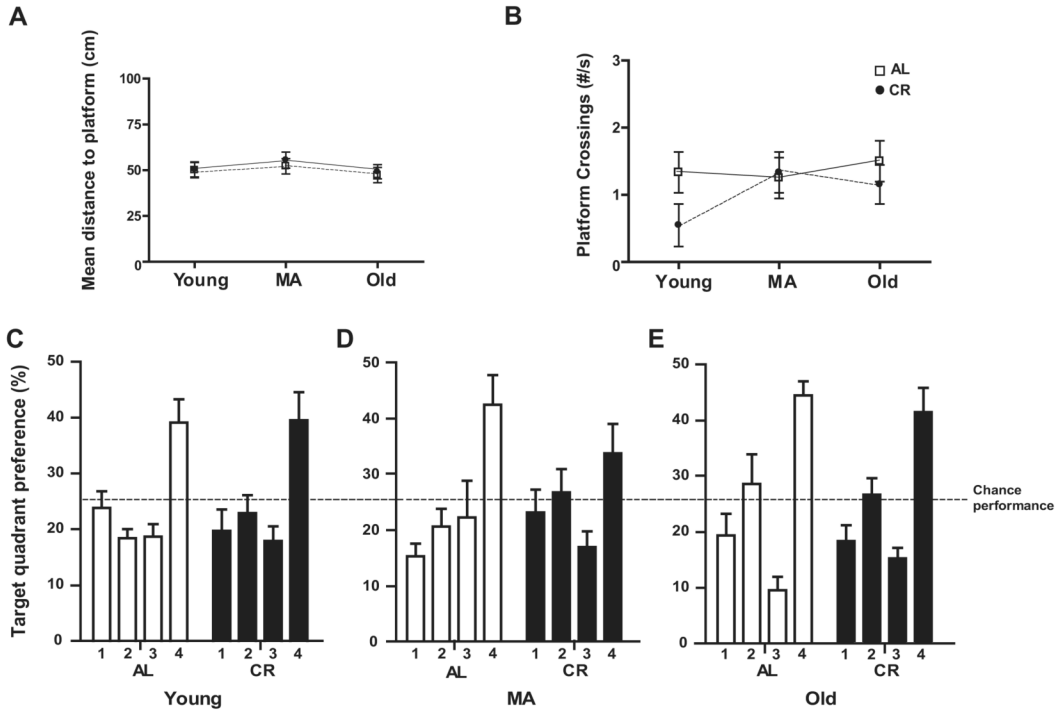 A
Mean distance to platform (cm)
100
75
50
25
0
Young MA Old
B
Platform Crossings (#/s)
3
2
1
0
AL
CR
Young MA Old
C
Target quadrant preference (%)
50
40
30
20
10
0
1 2 3 4 1 2 3 4
AL CR
Young
D
50
40
30
20
10
0
1 2 3 4 1 2 3 4
AL CR
MA
E
50
40
30
20
10
0
1 2 3 4 1 2 3 4
AL CR
Old
Chance
performance